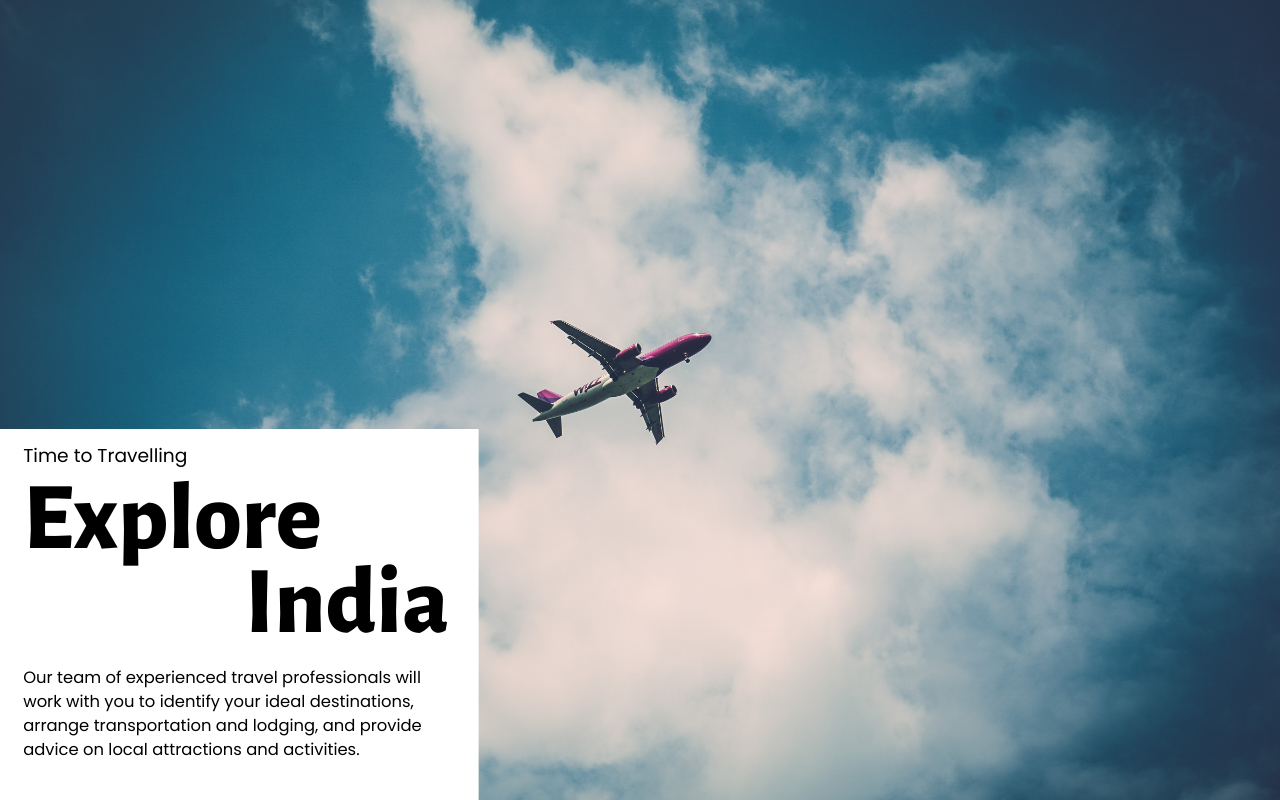 WIZZ
Time to Travelling
Explore
India
Our team of experienced travel professionals will
work with you to identify your ideal destinations,
arrange transportation and lodging, and provide
advice on local attractions and activities.